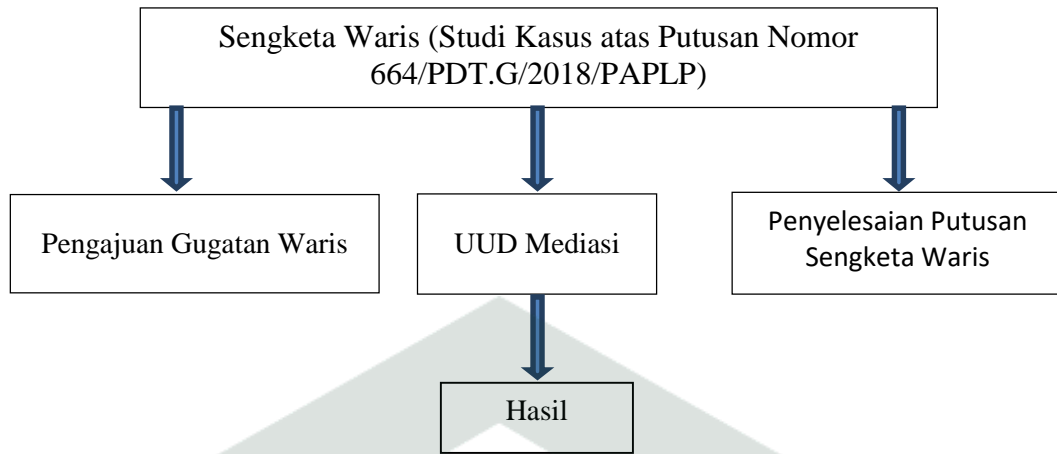 Sengketa Waris (Studi Kasus atas Putusan Nomor
664/PDT.G/2018/PAPLP)
Pengajuan Gugatan Waris
UUD Mediasi
Penyelesaian Putusan
Sengketa Waris
Hasil